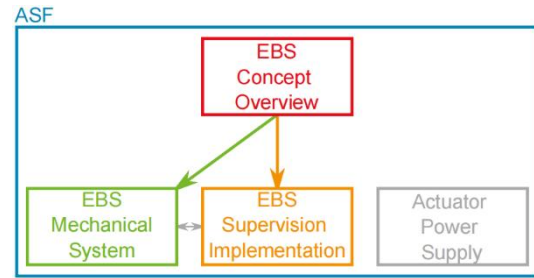 ASF
EBS
Concept
Overview
EBS
Mechanical
System
EBS
Supervision
Implementation
Actuator
Power
Supply